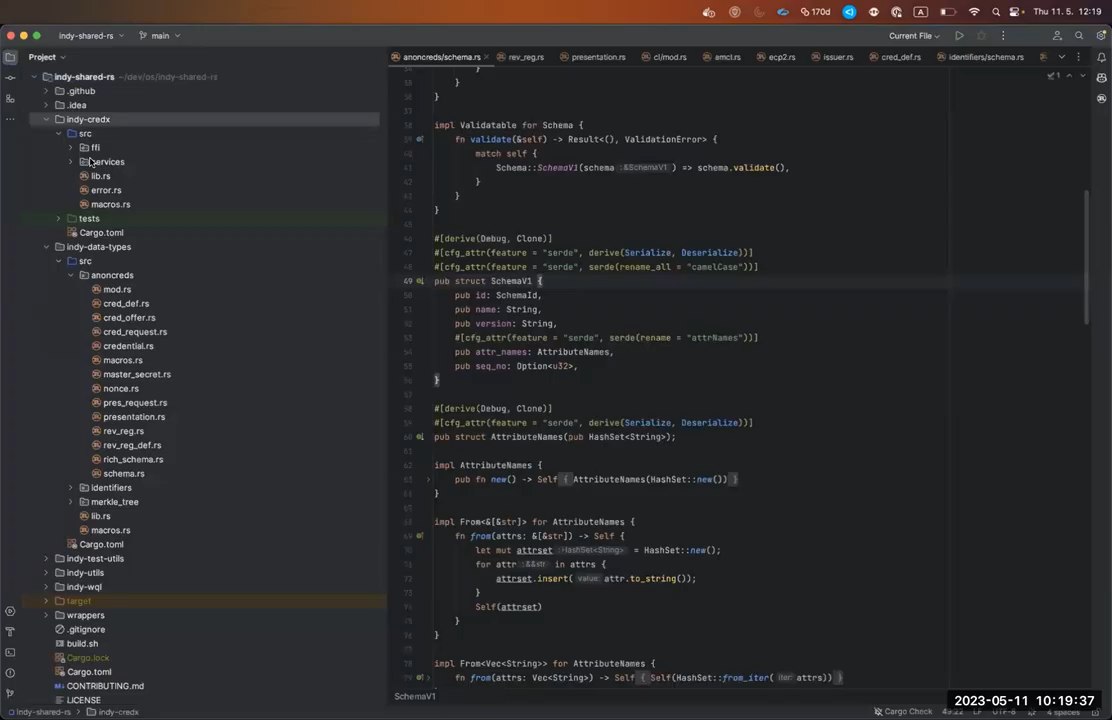 170d
A
Thu 11. 5. 12:19
indy-shared-rs
main
Current File
Project
anoncreds/schema.rs
rev_reg.rs
presentation.rs
cl/mod.rs
amcl.rs
ecp2.rs
issuer.rs
cred_def.rs
identifiers/schema.rs
indy-shared-rs ~/dev/os/indy-shared-rs
.github
.idea
indy-credx
src
ffi
services
lib.rs
error.rs
macros.rs
tests
Cargo.toml
indy-data-types
src
anoncreds
mod.rs
cred_def.rs
cred_offer.rs
cred_request.rs
credential.rs
macros.rs
master_secret.rs
nonce.rs
pres_request.rs
presentation.rs
rev_reg.rs
rev_reg_def.rs
rich_schema.rs
schema.rs
identifiers
merkle_tree
lib.rs
macros.rs
Cargo.toml
indy-test-utils
indy-utils
indy-wql
target
wrappers
.gitignore
build.sh
Cargo.lock
Cargo.toml
CONTRIBUTING.md
LICENSE
}
}
impl Validatable for Schema {
fn validate(&self) -> Result<(), ValidationError> {
match self {
Schema::SchemaV1(schema :&SchemaV1 ) => schema.validate(),
}
}
}
#[derive(Debug, Clone)]
#[cfg_attr(feature = "serde", derive(Serialize, Deserialize))]
#[cfg_attr(feature = "serde", serde(rename_all = "camelCase"))]
pub struct SchemaV1 {
pub id: SchemaId,
pub name: String,
pub version: String,
#[cfg_attr(feature = "serde", serde(rename = "attrNames"))]
pub attr_names: AttributeNames,
pub seq_no: Option<u32>,
}
#[derive(Debug, Clone)]
#[cfg_attr(feature = "serde", derive(Serialize, Deserialize))]
pub struct AttributeNames(pub HashSet<String>);
impl AttributeNames {
pub fn new() -> Self { AttributeNames(HashSet::new()) }
}
impl From<&[&str]> for AttributeNames {
fn from(attrs: &[&str]) -> Self {
let mut attrset :HashSet<String> = HashSet::new();
for attr :&&str in attrs {
attrset.insert( value: attr.to_string());
}
Self(attrset)
}
}
impl From<Vec<String>> for AttributeNames {
fn from(attrs: Vec<String>) -> Self { Self(HashSet::from_iter( iter: attrs)) }
SchemaV1
indy-shared-rs > indy-credx
Cargo Check
LF
UTF-8
4 spaces
2023-05-11 10:19:37